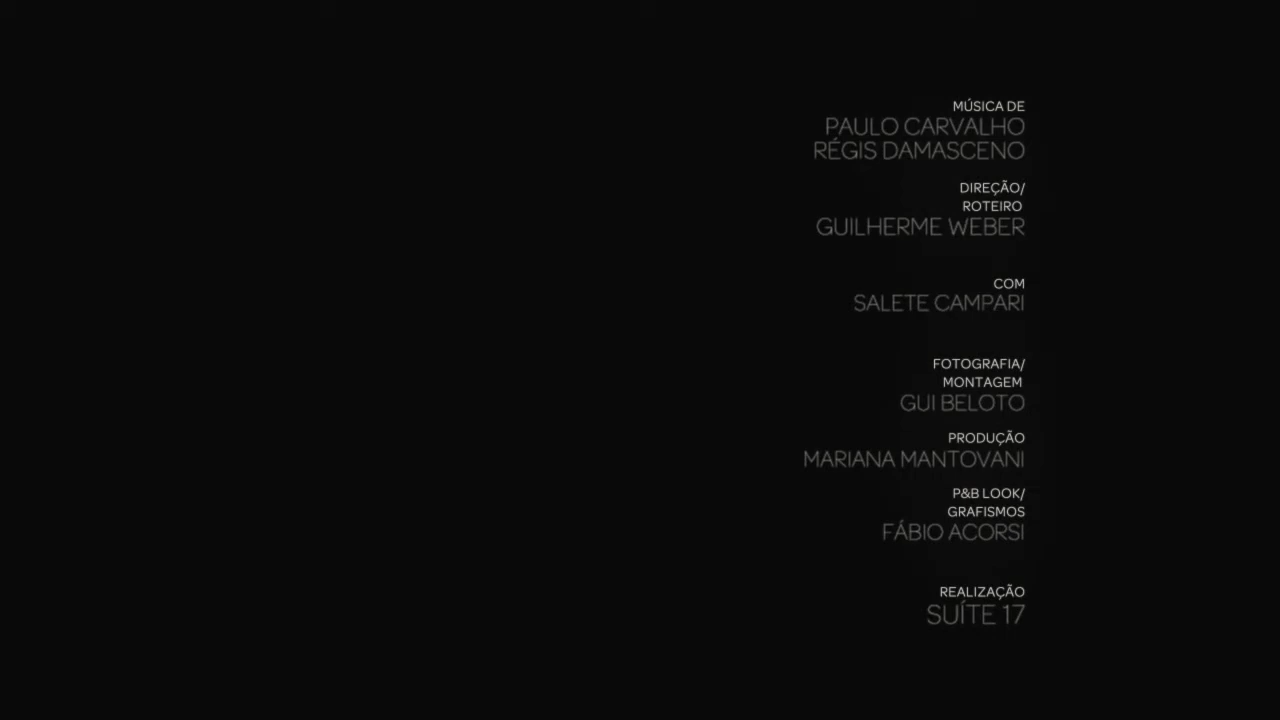 MÚSICA DE
PAULO CARVALHO
RÉGIS DAMASCENO
DIREÇÃO/
ROTEIRO
GUILHERME WEBER
COM
SALETE CAMPARI
FOTOGRAFIA/
MONTAGEM
GUI BELOTO
PRODUÇÃO
MARIANA MANTOVANI
P&B LOOK/
GRAFISMOS
FÁBIO ACORSI
REALIZAÇÃO
SUÍTE 17